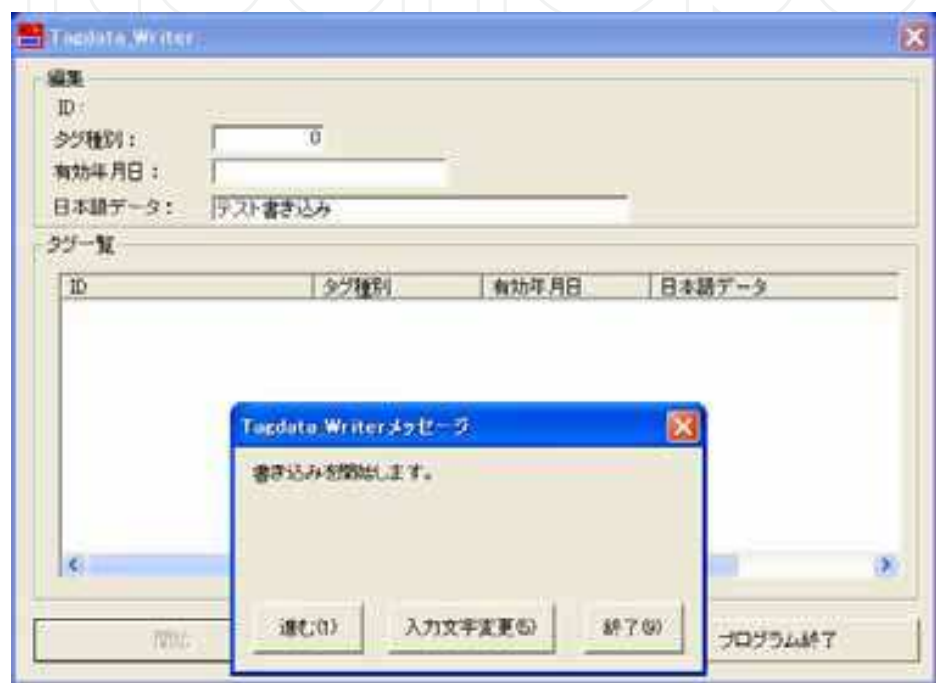 Tagdata.Writer
編集
ID:
タグ種別: 0
有効年月日:
日本語データ: テスト書き込み
タグ一覧
ID タグ種別 有効年月日 日本語データ
Tagdata.Writerメッセージ
書き込みを開始します。
進む(1) 入力文字変更(5) 終了(9)
開始 プログラム終了